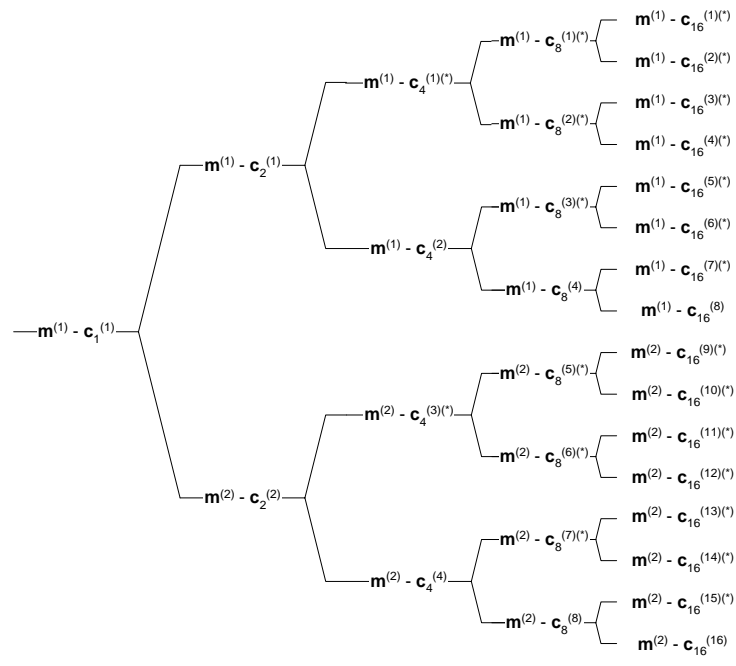 m(1) - c16(1)(*)
m(1) - c8(1)(*)
m(1) - c16(2)(*)
m(1) - c4(1)(*)
m(1) - c16(3)(*)
m(1) - c8(2)(*)
m(1) - c16(4)(*)
m(1) - c2(1)
m(1) - c16(5)(*)
m(1) - c8(3)(*)
m(1) - c16(6)(*)
m(1) - c4(2)
m(1) - c16(7)(*)
m(1) - c8(4)
m(1) - c16(8)
m(1) - c1(1)
m(2) - c16(9)(*)
m(2) - c8(5)(*)
m(2) - c16(10)(*)
m(2) - c4(3)(*)
m(2) - c16(11)(*)
m(2) - c8(6)(*)
m(2) - c16(12)(*)
m(2) - c2(2)
m(2) - c16(13)(*)
m(2) - c8(7)(*)
m(2) - c16(14)(*)
m(2) - c4(4)
m(2) - c16(15)(*)
m(2) - c8(8)
m(2) - c16(16)